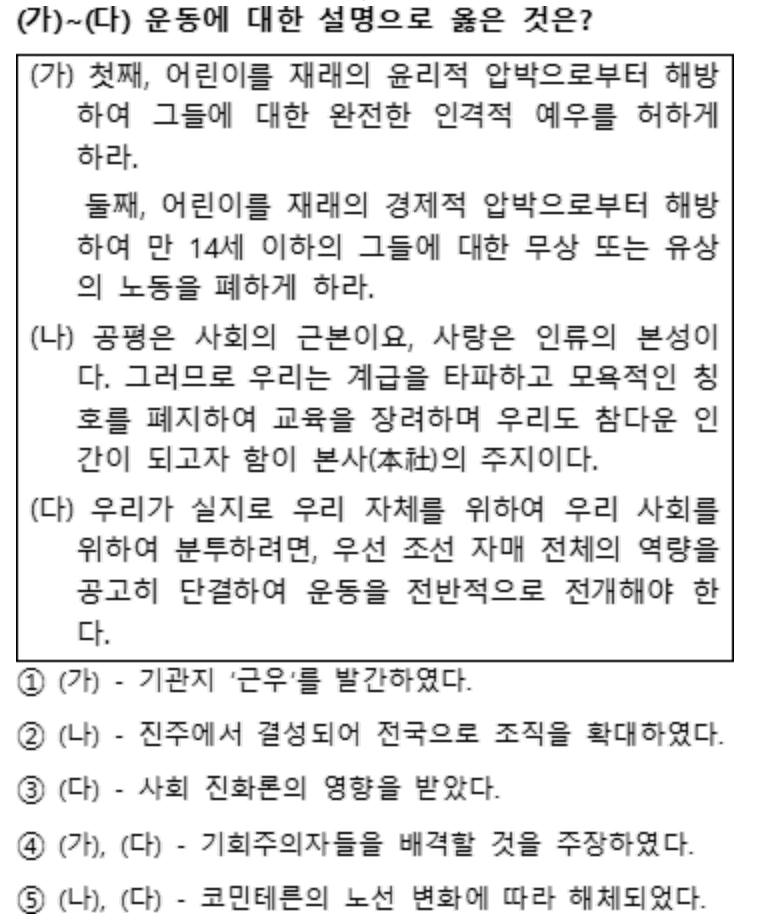 (가)~(다) 운동에 대한 설명으로 옳은 것은?
(가) 첫째, 어린이를 재래의 윤리적 압박으로부터 해방
하여 그들에 대한 완전한 인격적 예우를 허하게
하라.
둘째, 어린이를 재래의 경제적 압박으로부터 해방
하여 만 14세 이하의 그들에 대한 무상 또는 유상
의 노동을 폐하게 하라.
(나) 공평은 사회의 근본이요, 사랑은 인류의 본성이
다. 그러므로 우리는 계급을 타파하고 모욕적인 칭
호를 폐지하여 교육을 장려하며 우리도 참다운 인
간이 되고자 함이 본사(本社)의 주지이다.
(다) 우리가 실지로 우리 자체를 위하여 우리 사회를
위하여 분투하려면, 우선 조선 자매 전체의 역량을
공고히 단결하여 운동을 전반적으로 전개해야 한
다.
① (가) - 기관지 '근우'를 발간하였다.
② (나) - 진주에서 결성되어 전국으로 조직을 확대하였다.
③ (다) - 사회 진화론의 영향을 받았다.
④ (가), (다) - 기회주의자들을 배격할 것을 주장하였다.
⑤ (나), (다) - 코민테른의 노선 변화에 따라 해체되었다.